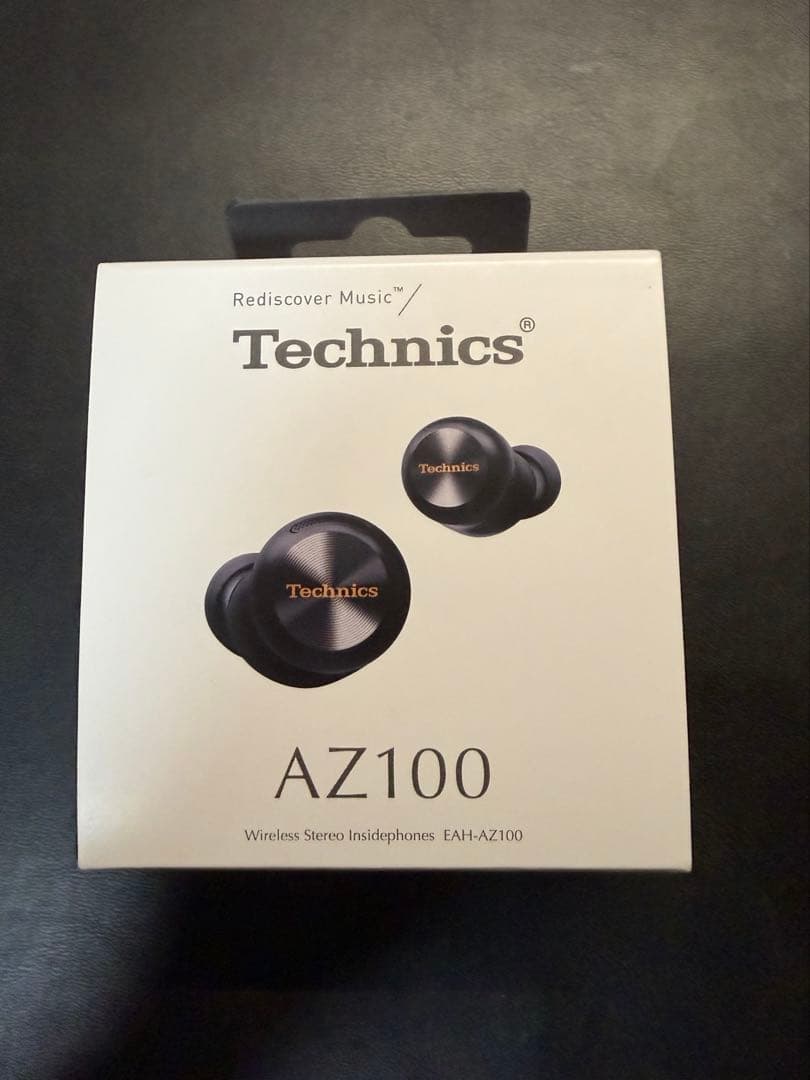 Rediscover Music™/
Technics®
Technics
Technics
AZ100
Wireless Stereo Insidephones EAH-AZ100